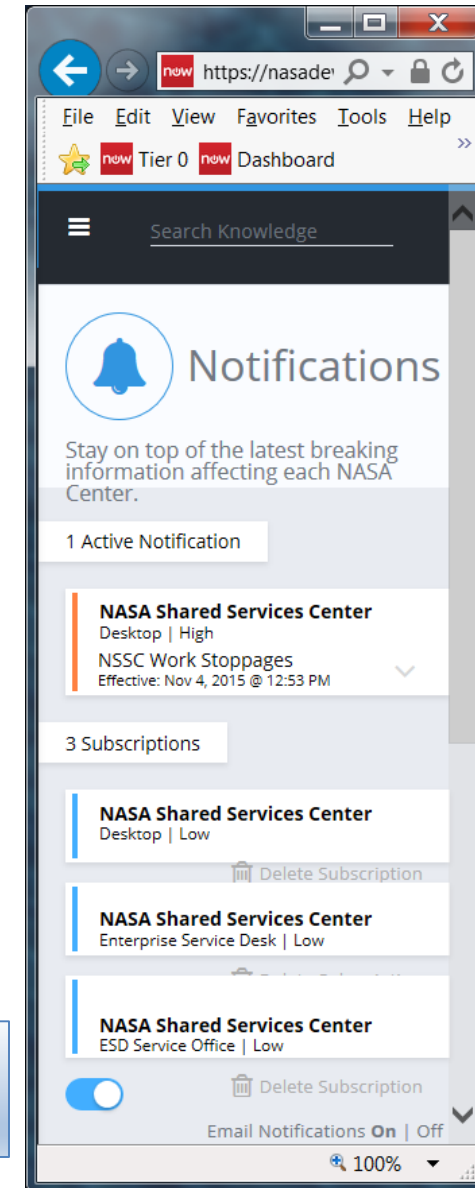 X
now https://nasade
File Edit View Favorites Tools Help
now Tier 0 now Dashboard
Search Knowledge
Notifications
Stay on top of the latest breaking
information affecting each NASA
Center.
1 Active Notification
NASA Shared Services Center
Desktop | High
NSSC Work Stoppages
Effective: Nov 4, 2015 @ 12:53 PM
3 Subscriptions
NASA Shared Services Center
Desktop | Low
Delete Subscription
NASA Shared Services Center
Enterprise Service Desk | Low
NASA Shared Services Center
ESD Service Office | Low
Delete Subscription
Email Notifications On | Off
100%